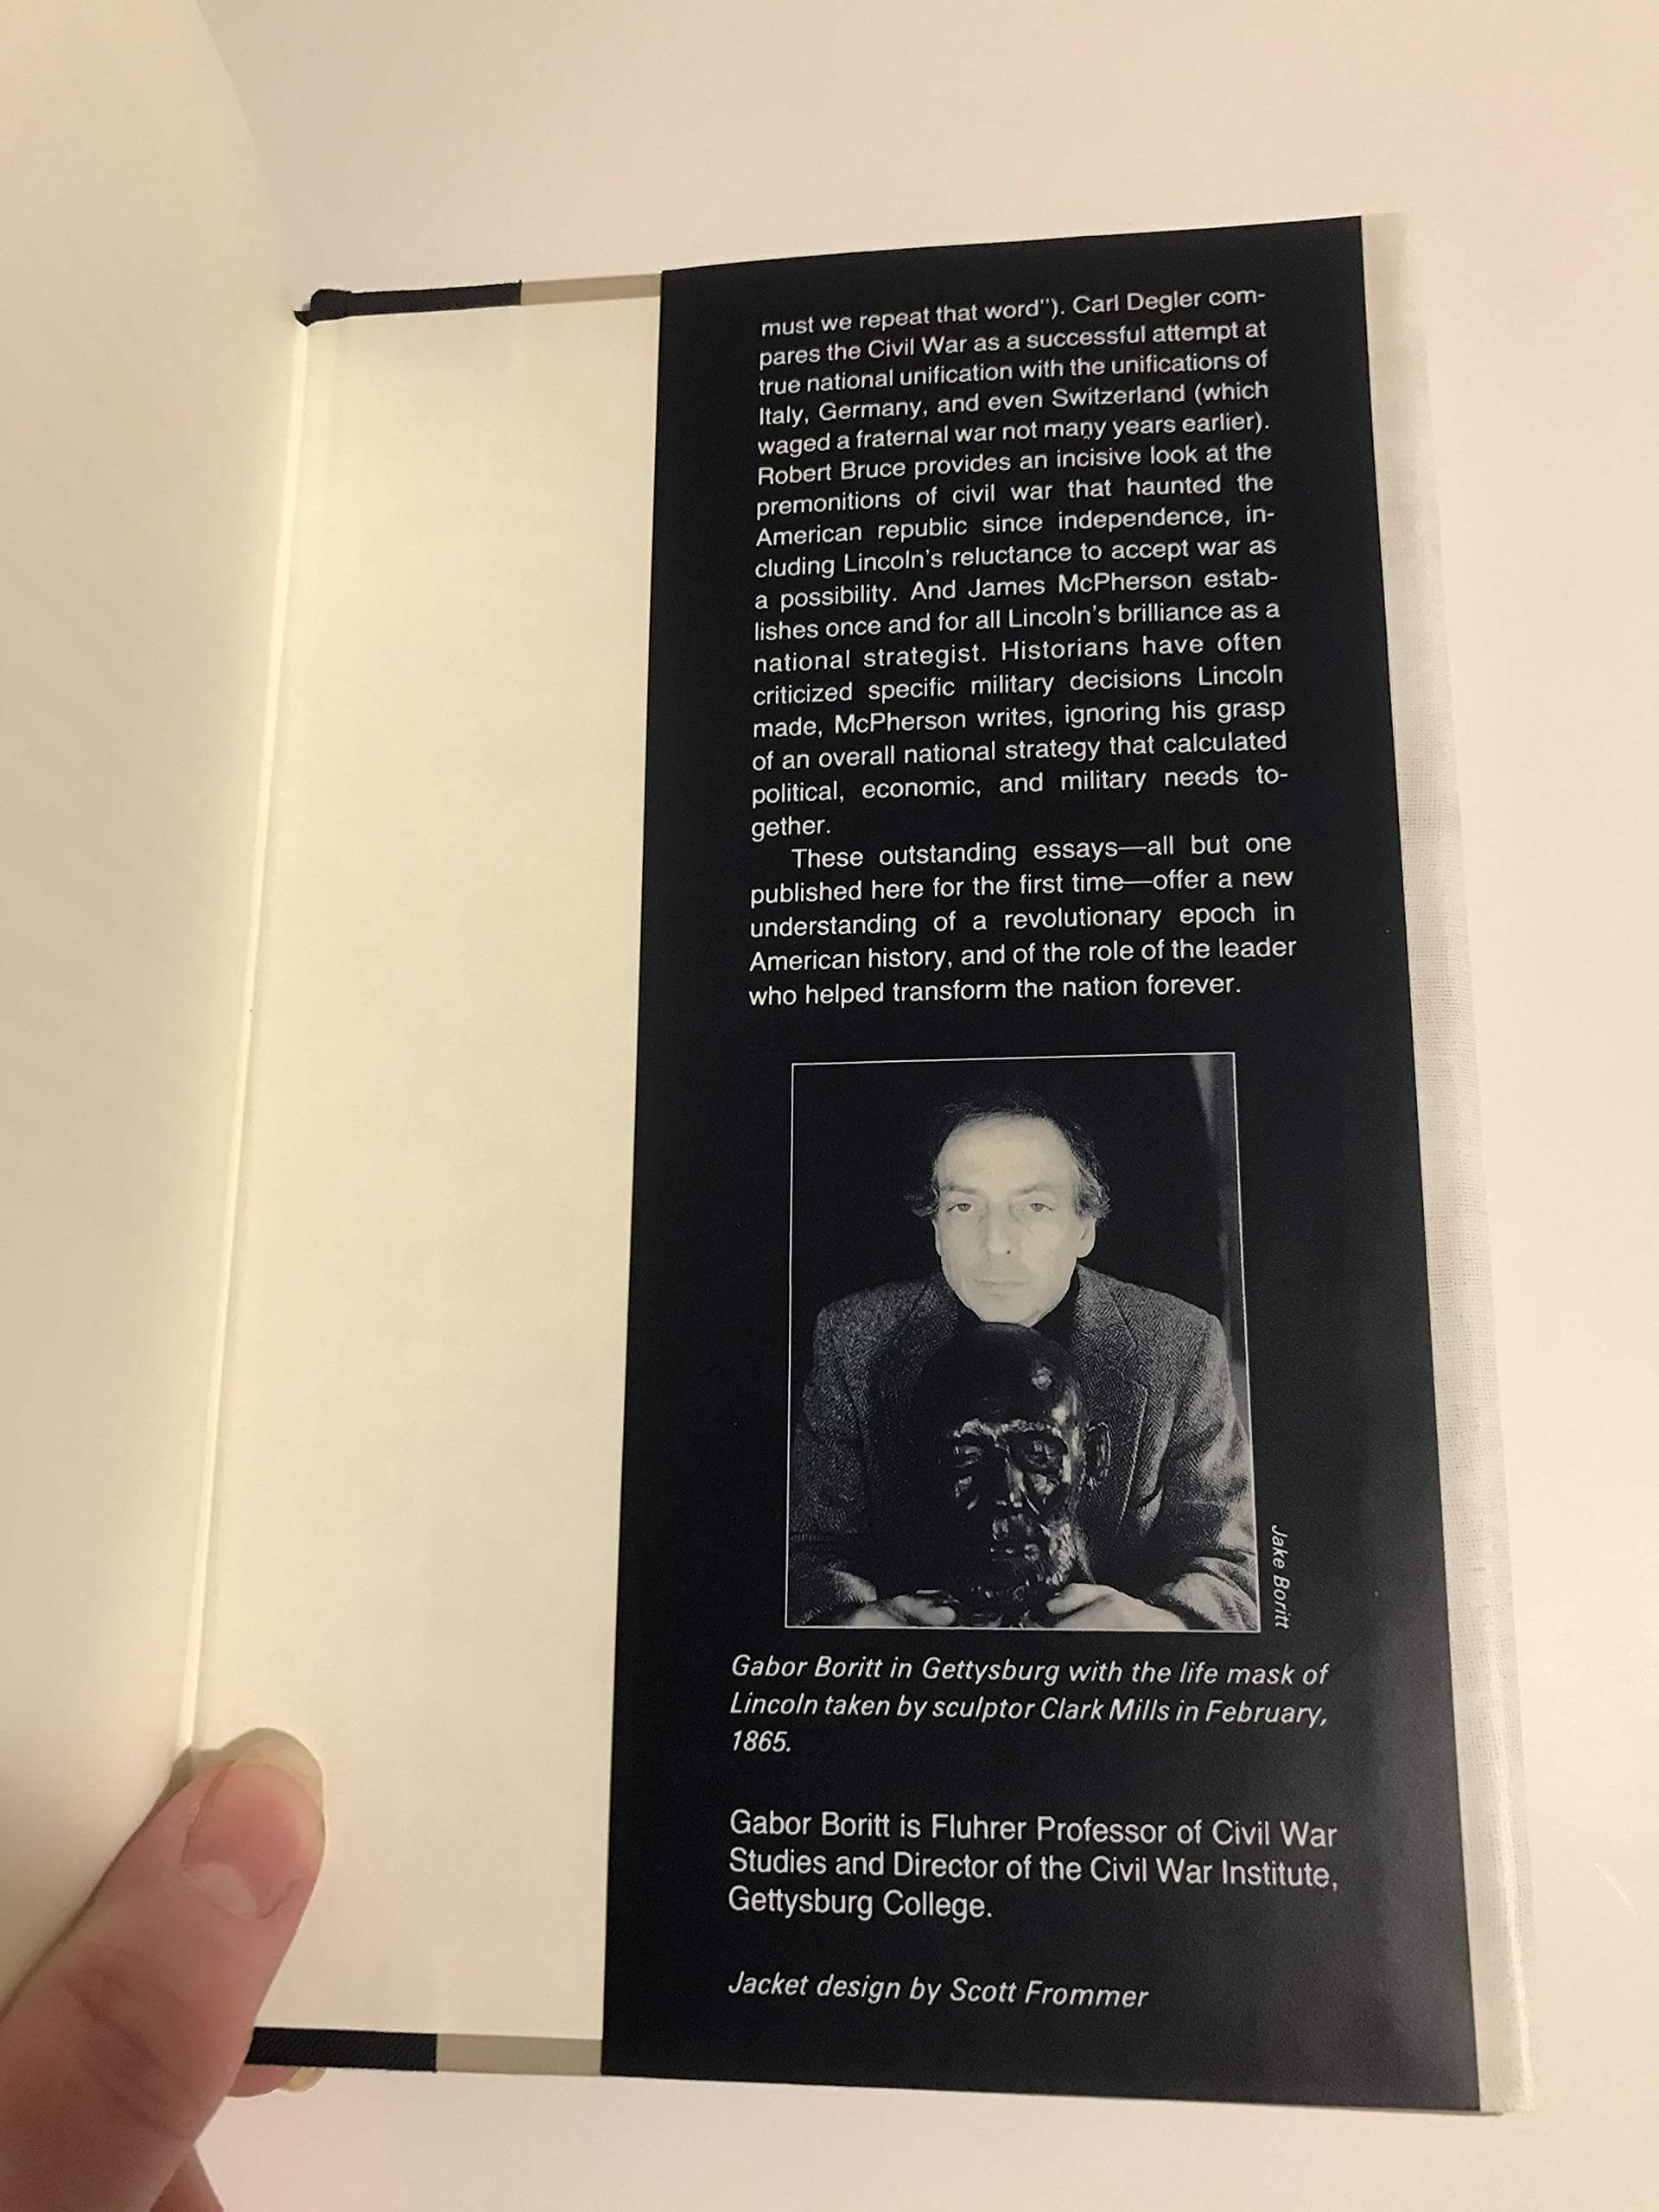 must we repeat that word"). Carl Degler com-
pares the Civil War as a successful attempt at
true national unification with the unifications of
Italy, Germany, and even Switzerland (which
waged a fraternal war not many years earlier).
Robert Bruce provides an incisive look at the
premonitions of civil war that haunted the
American republic since independence, in-
cluding Lincoln's reluctance to accept war as
a possibility. And James McPherson estab-
lishes once and for all Lincoln's brilliance as a
national strategist. Historians have often
criticized specific military decisions Lincoln
made, McPherson writes, ignoring his grasp
of an overall national strategy that calculated
political, economic, and military needs to-
gether.
These outstanding essays—all but one
published here for the first time—offer a new
understanding of a revolutionary epoch in
American history, and of the role of the leader
who helped transform the nation forever.
Jake Boritt
Gabor Boritt in Gettysburg with the life mask of
Lincoln taken by sculptor Clark Mills in February,
1865.
Gabor Boritt is Fluhrer Professor of Civil War
Studies and Director of the Civil War Institute,
Gettysburg College.
Jacket design by Scott Frommer